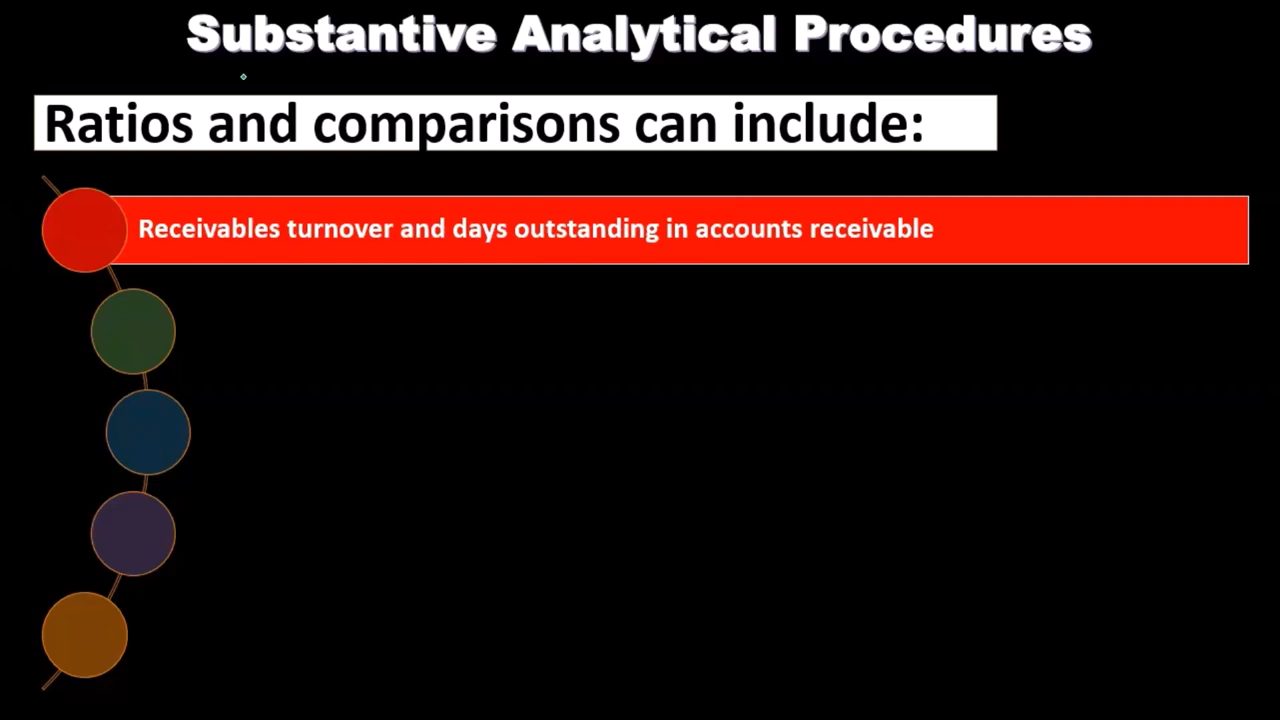 Substantive Analytical Procedures
Ratios and comparisons can include:
Receivables turnover and days outstanding in accounts receivable